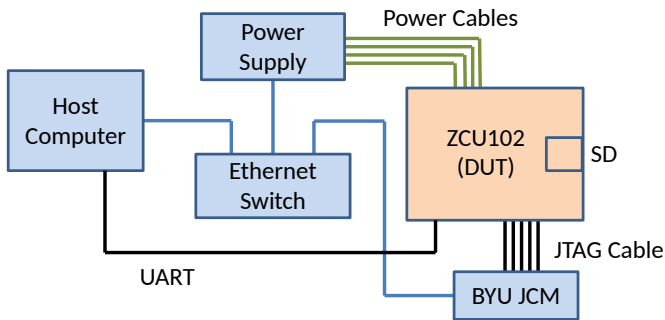 Power Cables
Power
Supply
Host
Computer
ZCU102
(DUT)
SD
Ethernet
Switch
JTAG Cable
UART
BYU JCM